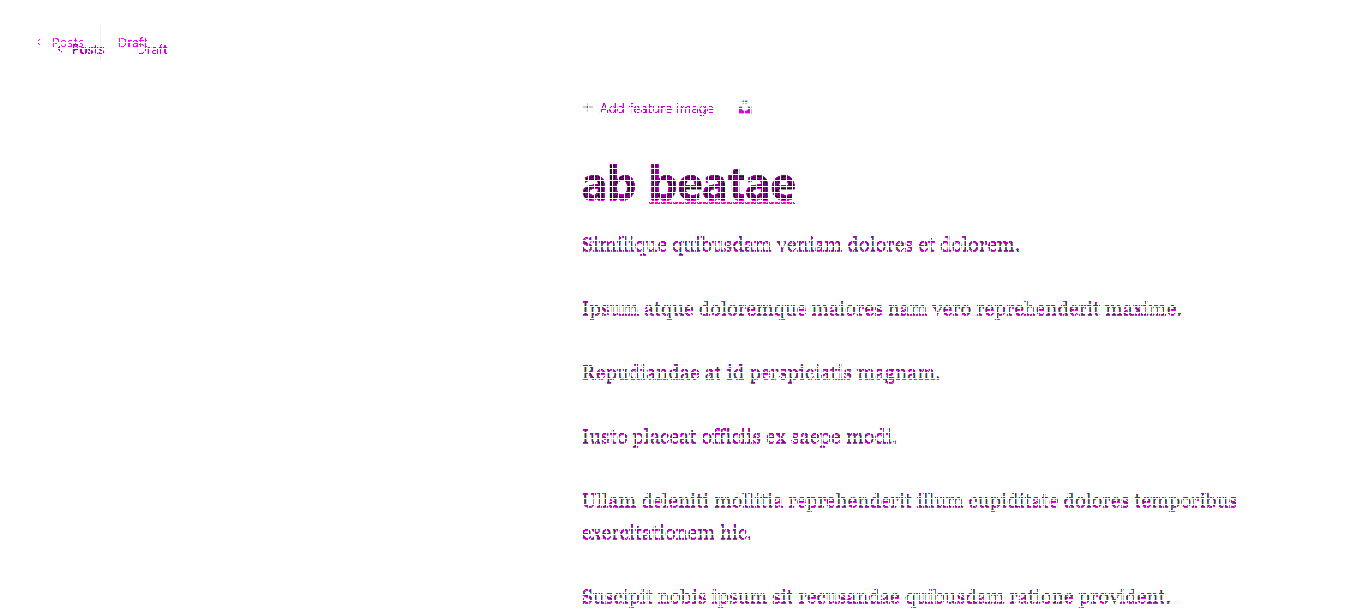 Posts Draft
Posts Draft
+ Add feature image
ab beatae
Similique quibusdam veniam dolores et dolorem.
Ipsum atque doloremque maiores nam vero reprehenderit maxime.
Repudiandae at id perspiciatis magnam.
Iusto placeat officiis ex saepe modi.
Ullam deleniti mollitia reprehenderit illum cupiditate dolores temporibus
exercitationem hic.
Suscipit nobis ipsum sit recusandae quibusdam ratione provident.